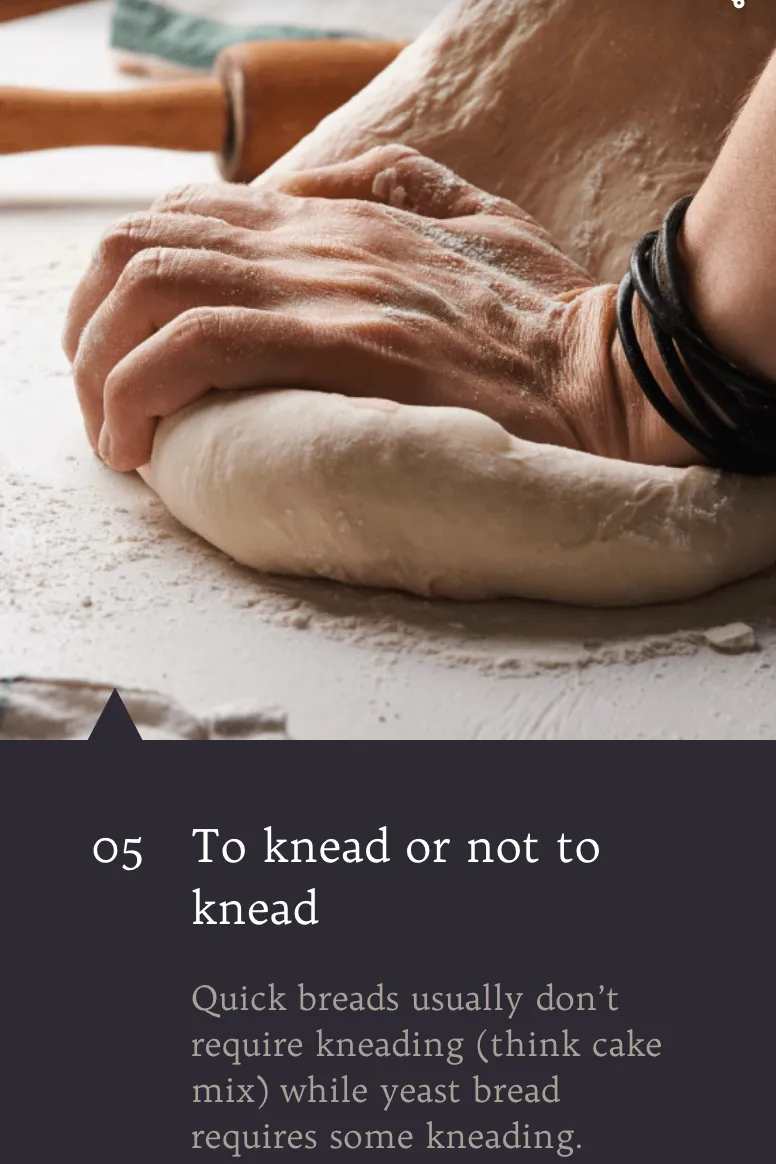 05 To knead or not to
knead
Quick breads usually don’t
require kneading (think cake
mix) while yeast bread
requires some kneading.